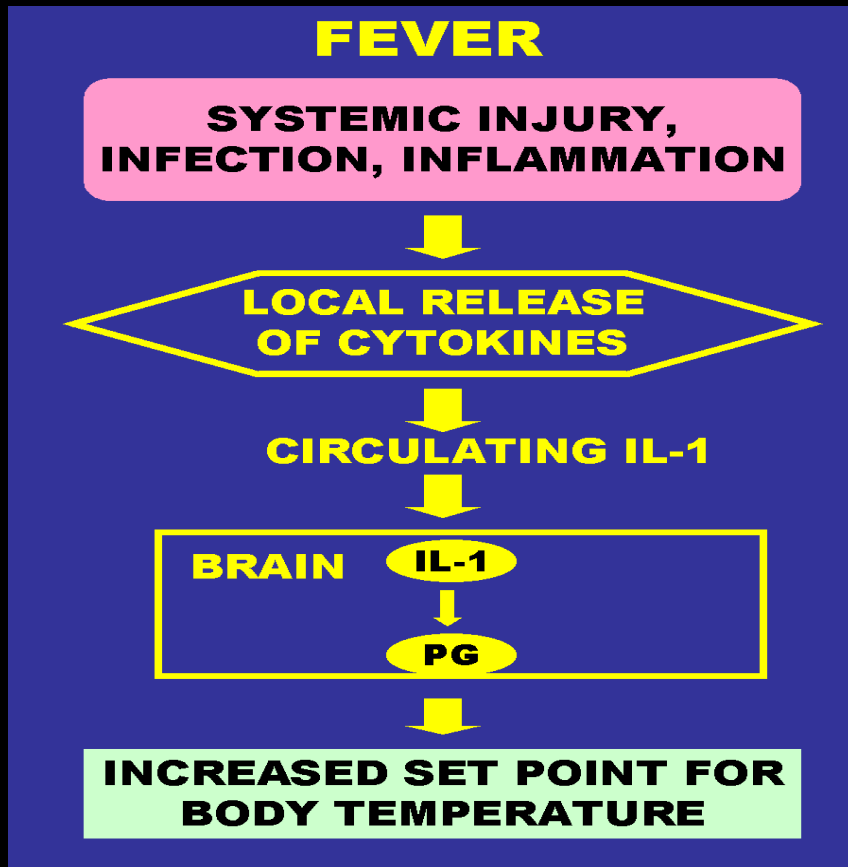 FEVER
SYSTEMIC INJURY,
INFECTION, INFLAMMATION
LOCAL RELEASE
OF CYTOKINES
CIRCULATING IL-1
BRAIN IL-1
PG
INCREASED SET POINT FOR
BODY TEMPERATURE